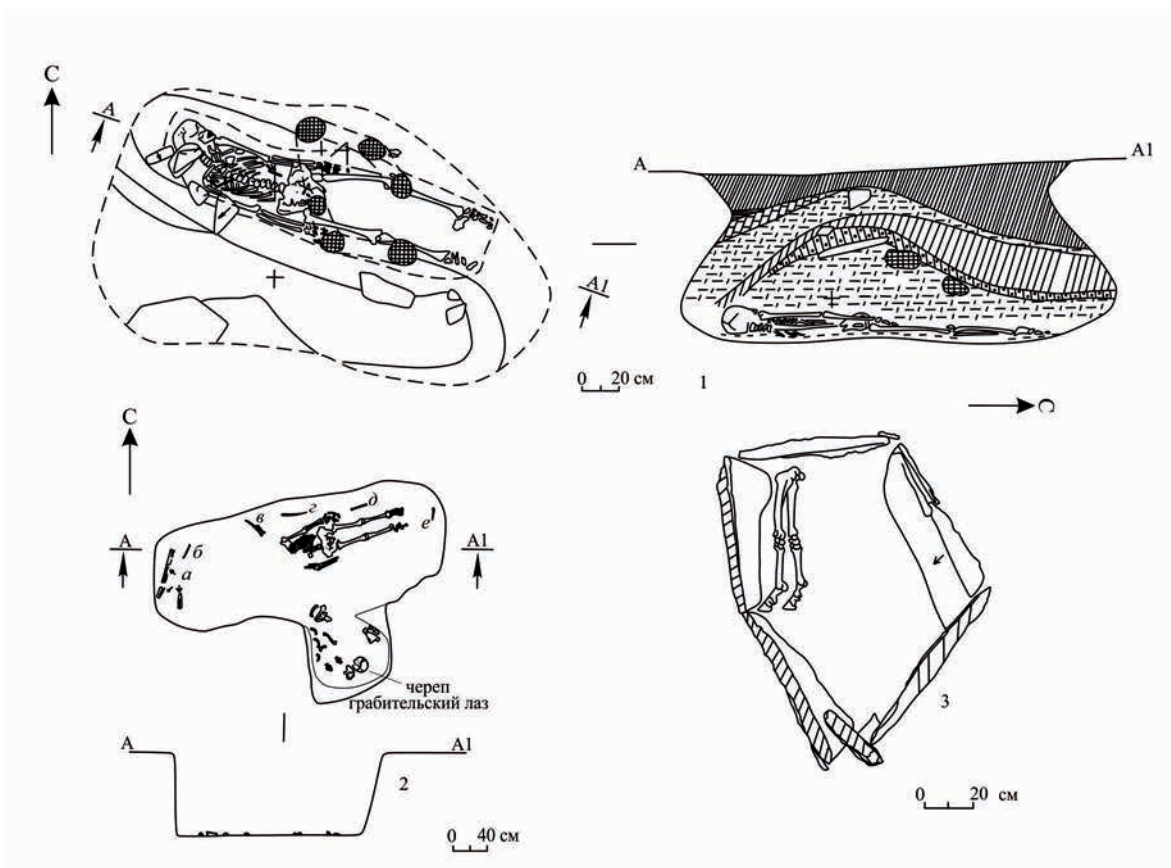 С
А
А1
А
А1
0 20 см
1
С
С
А
А1
а
б
в
г
д
е
череп
грабительский лаз
А
А1
2
0 40 см
3
0 20 см